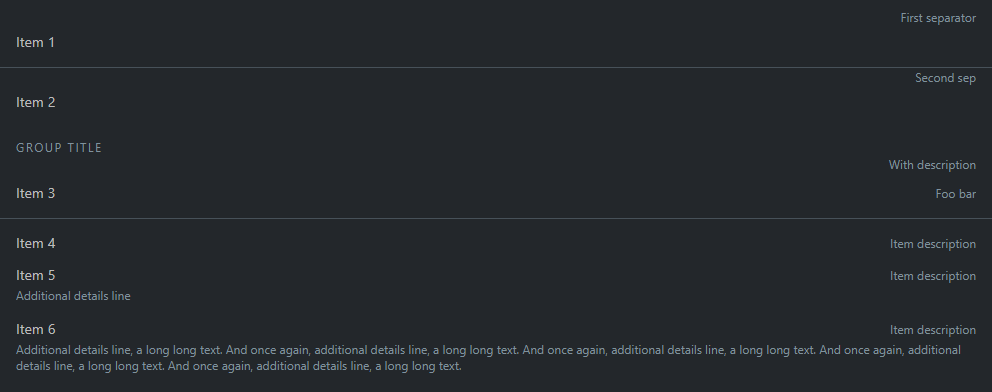 First separator
Item 1
Second sep
Item 2
GROUP TITLE
With description
Item 3 Foo bar
Item 4 Item description
Item 5 Item description
Additional details line
Item 6 Item description
Additional details line, a long long text. And once again, additional details line, a long long text. And once again, additional details line, a long long text. And once again, additional
details line, a long long text. And once again, additional details line, a long long text.